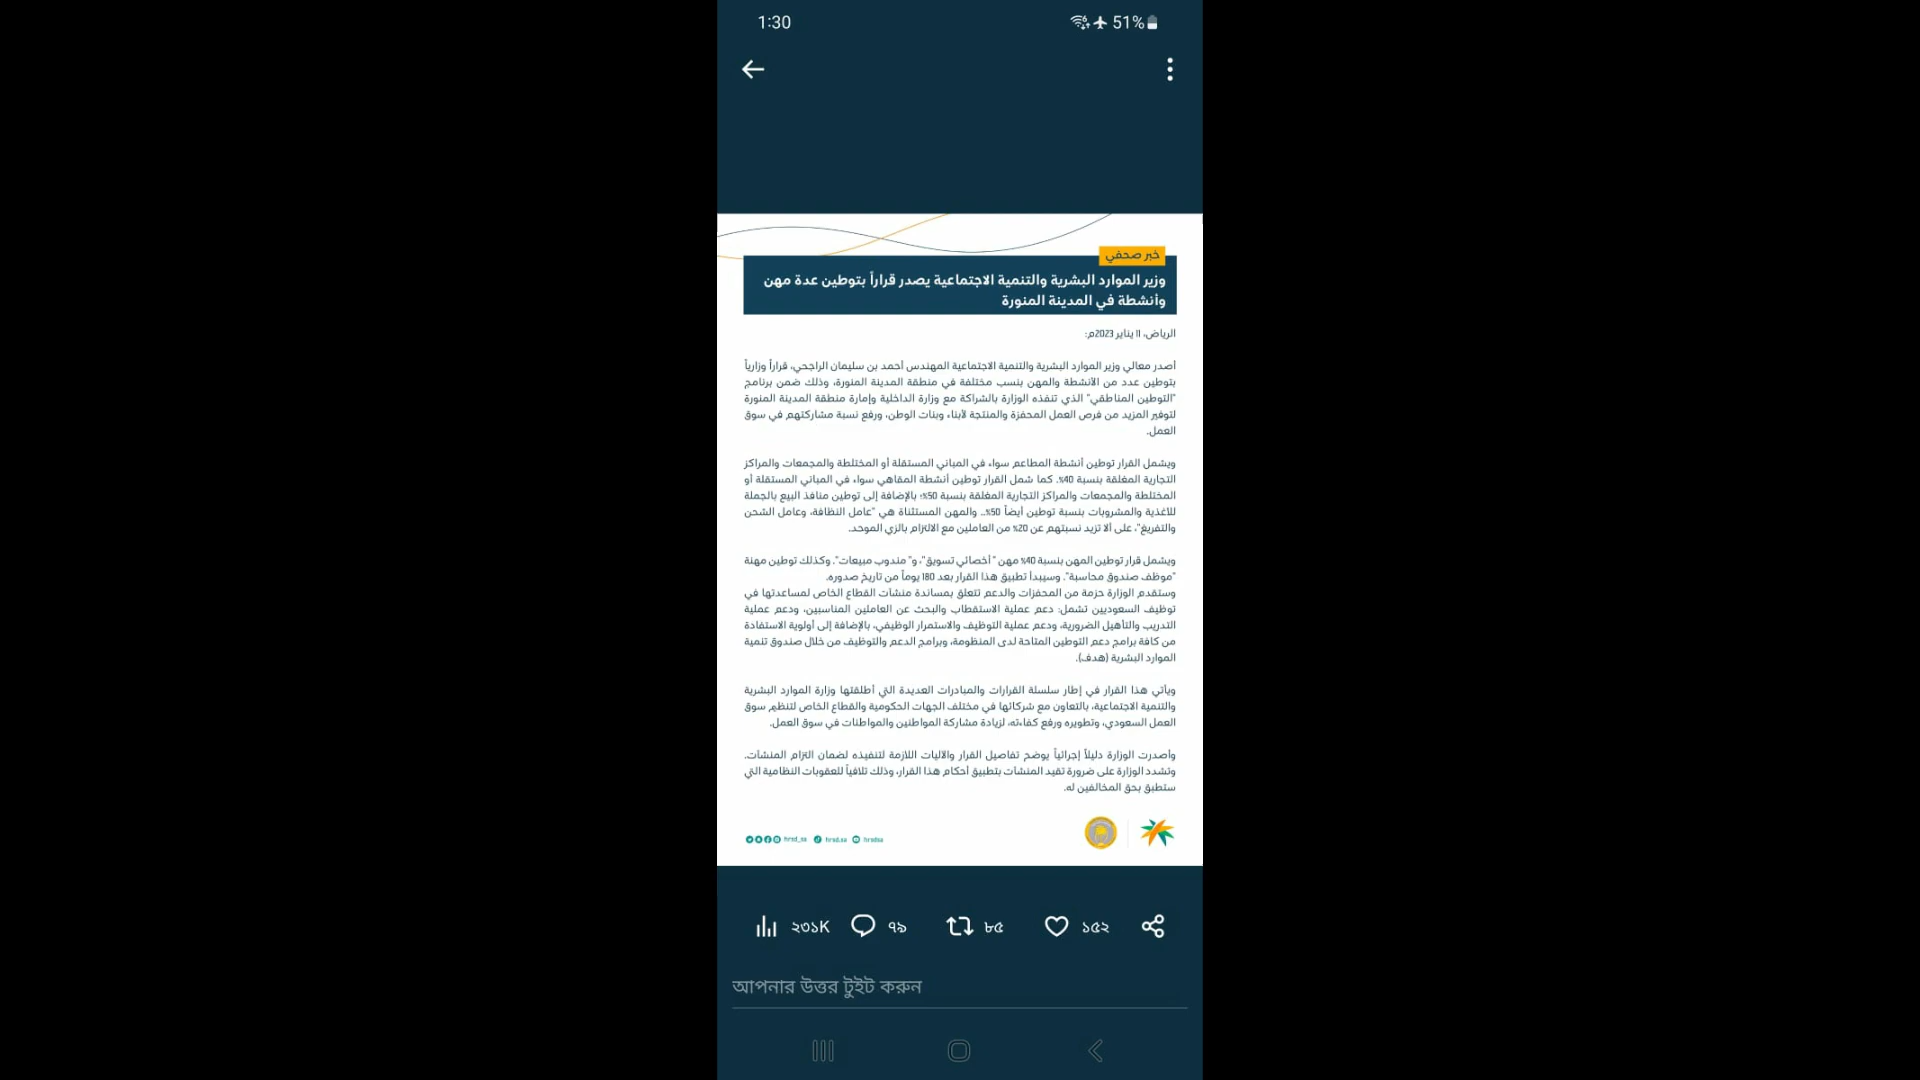 1:30
51%
خبر صحفي
وزير الموارد البشرية والتنمية الاجتماعية يصدر قراراً بتوطين عدة مهن
وأنشطة في المدينة المنورة
الرياض، 11 يناير 2023م:
أصدر معالي وزير الموارد البشرية والتنمية الاجتماعية المهندس أحمد بن سليمان الراجحي، قراراً وزارياً
بتوطين عدد من الأنشطة والمهن بنسب مختلفة في منطقة المدينة المنورة، وذلك ضمن برنامج
"التوطين المناطقي" الذي تنفذه الوزارة بالشراكة مع وزارة الداخلية وإمارة منطقة المدينة المنورة
لتوفير المزيد من فرص العمل المحفزة والمنتجة لأبناء وبنات الوطن، ورفع نسبة مشاركتهم في سوق
العمل.
ويشمل القرار توطين أنشطة المطاعم سواء في المباني المستقلة أو المختلطة والمجمعات والمراكز
التجارية المغلقة بنسبة 40%. كما شمل القرار توطين أنشطة المقاهي سواء في المباني المستقلة أو
المختلطة والمجمعات والمراكز التجارية المغلقة بنسبة 50%؛ بالإضافة إلى توطين منافذ البيع بالجملة
للأغذية والمشروبات بنسبة توطين أيضاً 50%.. والمهن المستثناة هي "عامل النظافة، وعامل الشحن
والتفريغ"، على ألا تزيد نسبتهم عن 20% من العاملين مع الالتزام بالزي الموحد.
ويشمل قرار توطين المهن بنسبة 40% مهن "أخصائي تسويق"، و"مندوب مبيعات". وكذلك توطين مهنة
"موظف صندوق محاسبة". وسيبدأ تطبيق هذا القرار بعد 180 يوماً من تاريخ صدوره.
وستقدم الوزارة حزمة من المحفزات والدعم تتعلق بمساندة منشآت القطاع الخاص لمساعدتها في
توظيف السعوديين تشمل: دعم عملية الاستقطاب والبحث عن العاملين المناسبين، ودعم عملية
التدريب والتأهيل الضرورية، ودعم عملية التوظيف والاستمرار الوظيفي، بالإضافة إلى أولوية الاستفادة
من كافة برامج دعم التوطين المتاحة لدى المنظومة، وبرامج الدعم والتوظيف من خلال صندوق تنمية
الموارد البشرية (هدف).
ويأتي هذا القرار في إطار سلسلة القرارات والمبادرات العديدة التي أطلقتها وزارة الموارد البشرية
والتنمية الاجتماعية، بالتعاون مع شركائها في مختلف الجهات الحكومية والقطاع الخاص لتنظيم سوق
العمل السعودي، وتطويره ورفع كفاءته، لزيادة مشاركة المواطنين والمواطنات في سوق العمل.
وأصدرت الوزارة دليلاً إجرائياً يوضح تفاصيل القرار والآليات اللازمة لتنفيذه لضمان التزام المنشآت.
وتشدد الوزارة على ضرورة تقيد المنشآت بتطبيق أحكام هذا القرار، وذلك تلافياً للعقوبات النظامية التي
ستطبق بحق المخالفين له.
hrsd_sa hrsd.sa hrsdsa
২৩১K ৭৯ ৮৫ ১৫২
আপনার উত্তর টুইট করুন